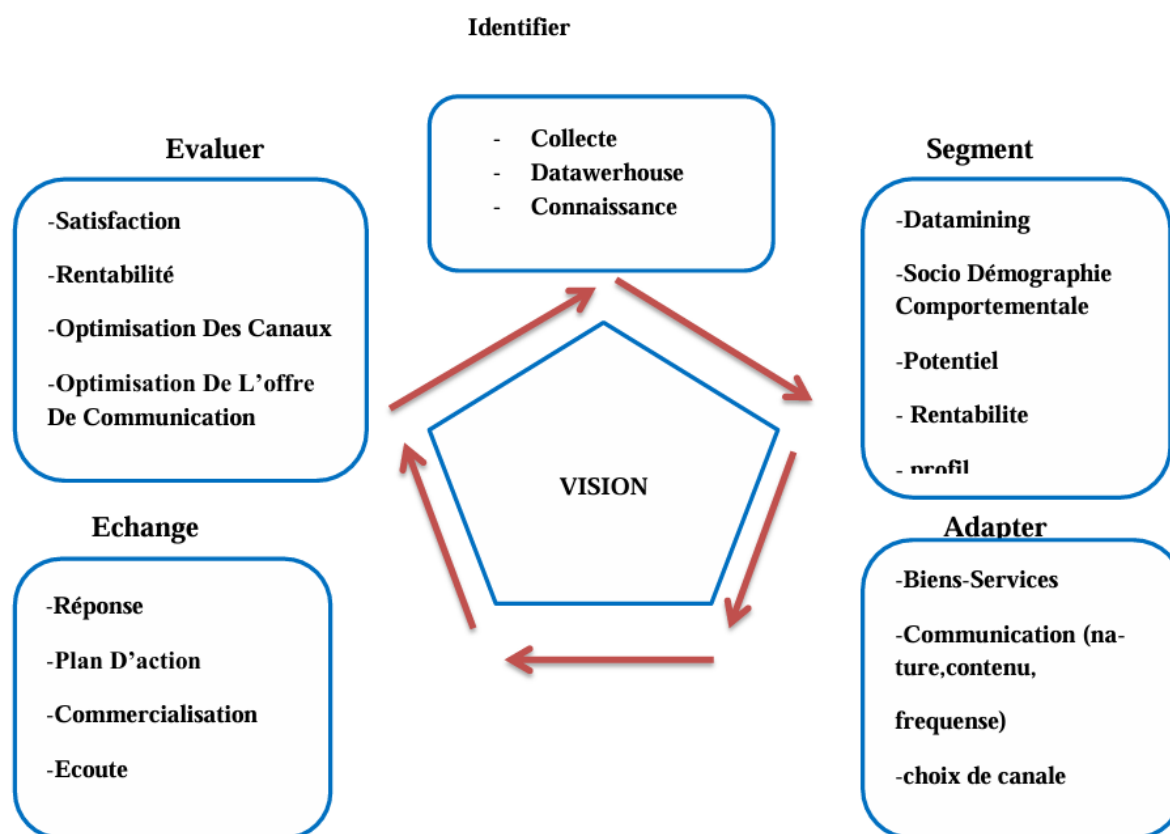 Identifier
- Collecte
- Datawerhouse
- Connaissance
Evaluer
-Satisfaction
-Rentabilité
-Optimisation Des Canaux
-Optimisation De L’offre
De Communication
Segment
-Datamining
-Socio Démographie
Comportementale
-Potentiel
- Rentabilite
- profil
VISION
Echange
-Réponse
-Plan D’action
-Commercialisation
-Ecoute
Adapter
-Biens-Services
-Communication (na-
ture,contenu,
frequense)
-choix de canale